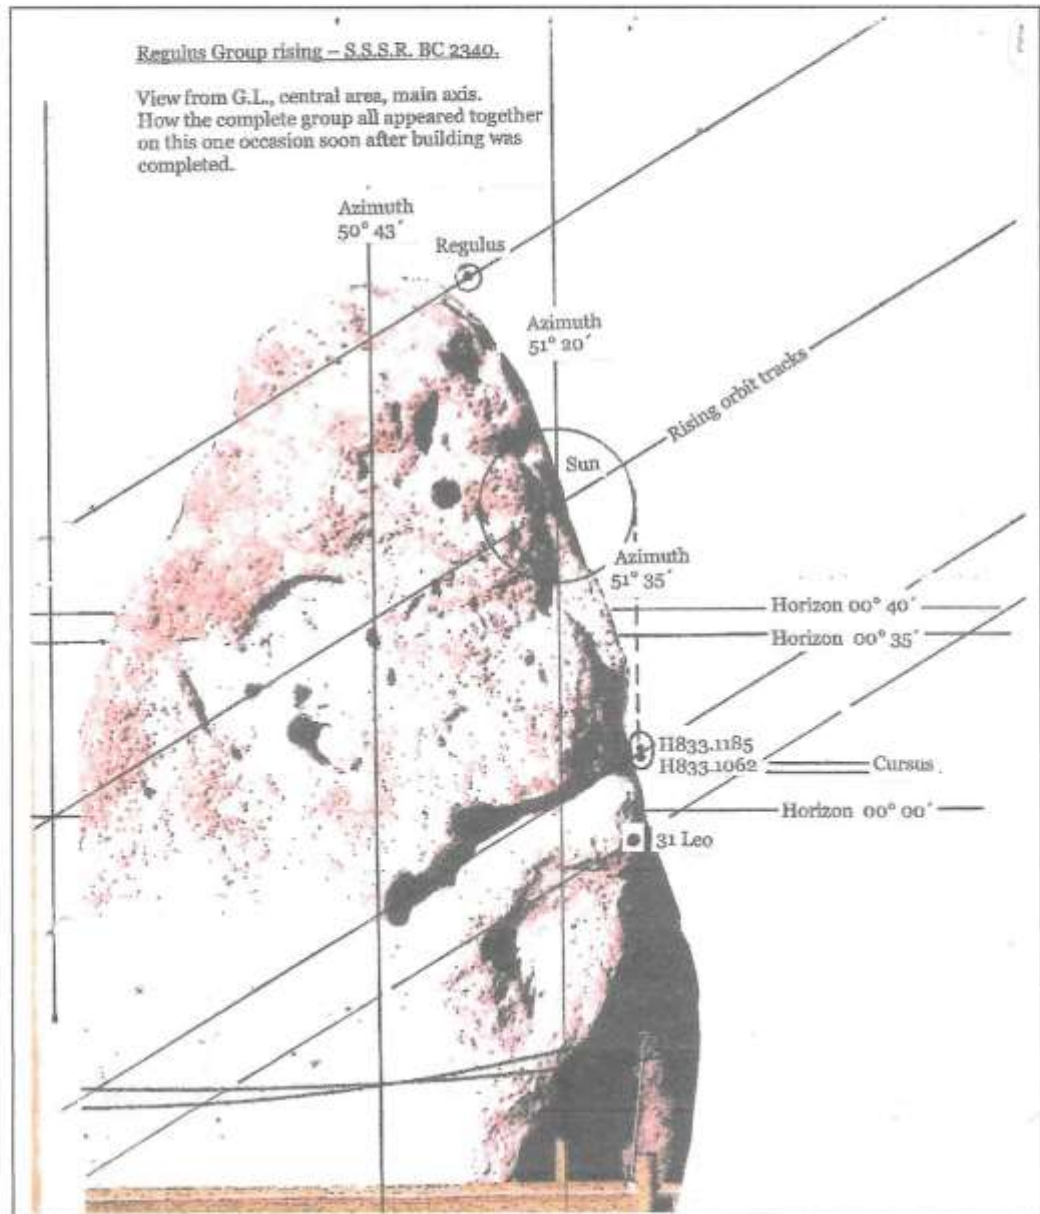 Regulus Group rising – S.S.S.R. BC 2340.
View from G.L., central area, main axis.
How the complete group all appeared together
on this one occasion soon after building was
completed.
Azimuth
50° 43´
Regulus
Azimuth
51° 20´
Rising orbit tracks
Sun
Azimuth
51° 35´
Horizon 00° 40´
Horizon 00° 35´
H833.1185
H833.1062
Cursus
Horizon 00° 00´
31 Leo